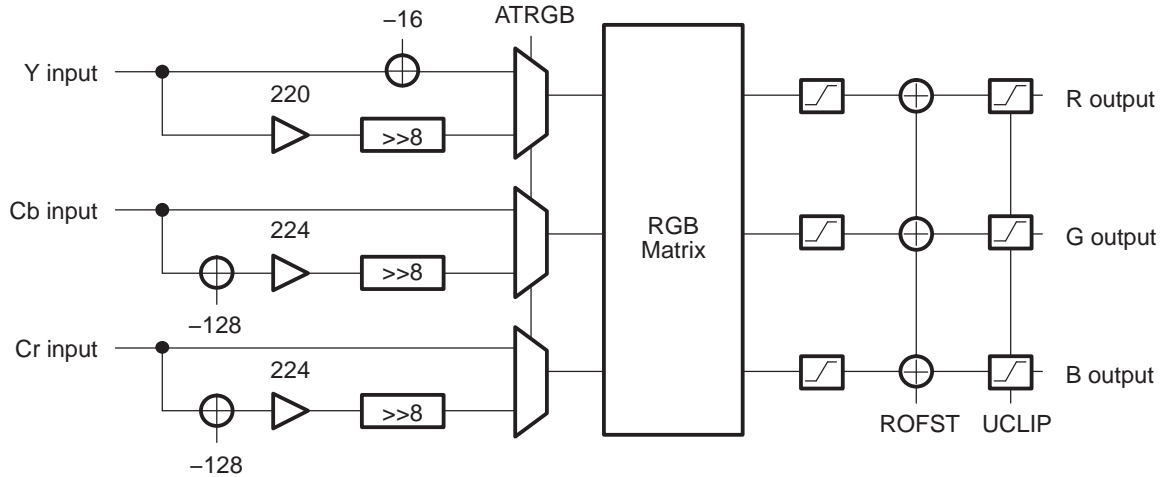 –16
ATRGB
Y input
220
>>8
R output
Cb input
224
>>8
–128
RGB
Matrix
G output
Cr input
224
>>8
–128
B output
ROFST
UCLIP